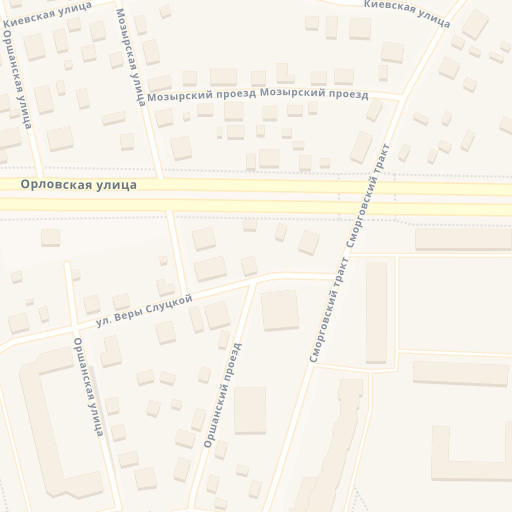 Киевская улица
Киевская улица
Оршанская улица
Мозырская улица
Мозырский проезд Мозырский проезд
Орловская улица
Сморговский тракт
Сморговский тракт
ул. Веры Слуцкой
Оршанская улица
Оршанский проезд